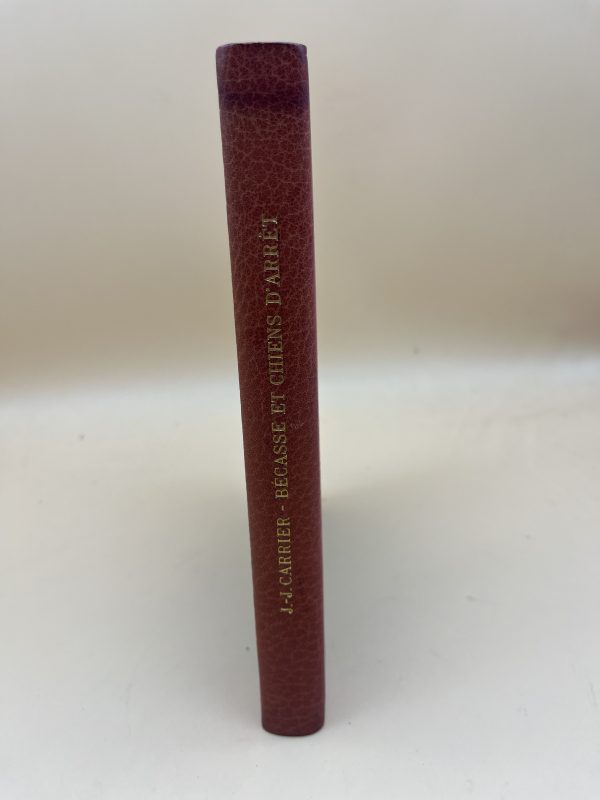 J.-J. CARRIER - BÉCASSE ET CHIENS D'ARRÊT